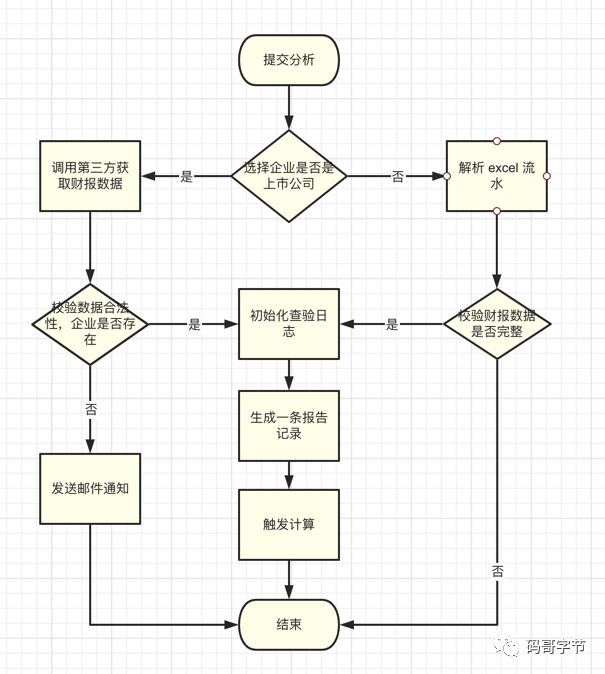 提交分析
调用第三方获
取财报数据
是
选择企业是否是
上市公司
否
解析 excel 流
水
校验数据合法
性，企业是否存
在
是
初始化查验日
志
是
校验财报数据
是否完整
否
生成一条报告
记录
发送邮件通知
触发计算
否
结束
码哥字节